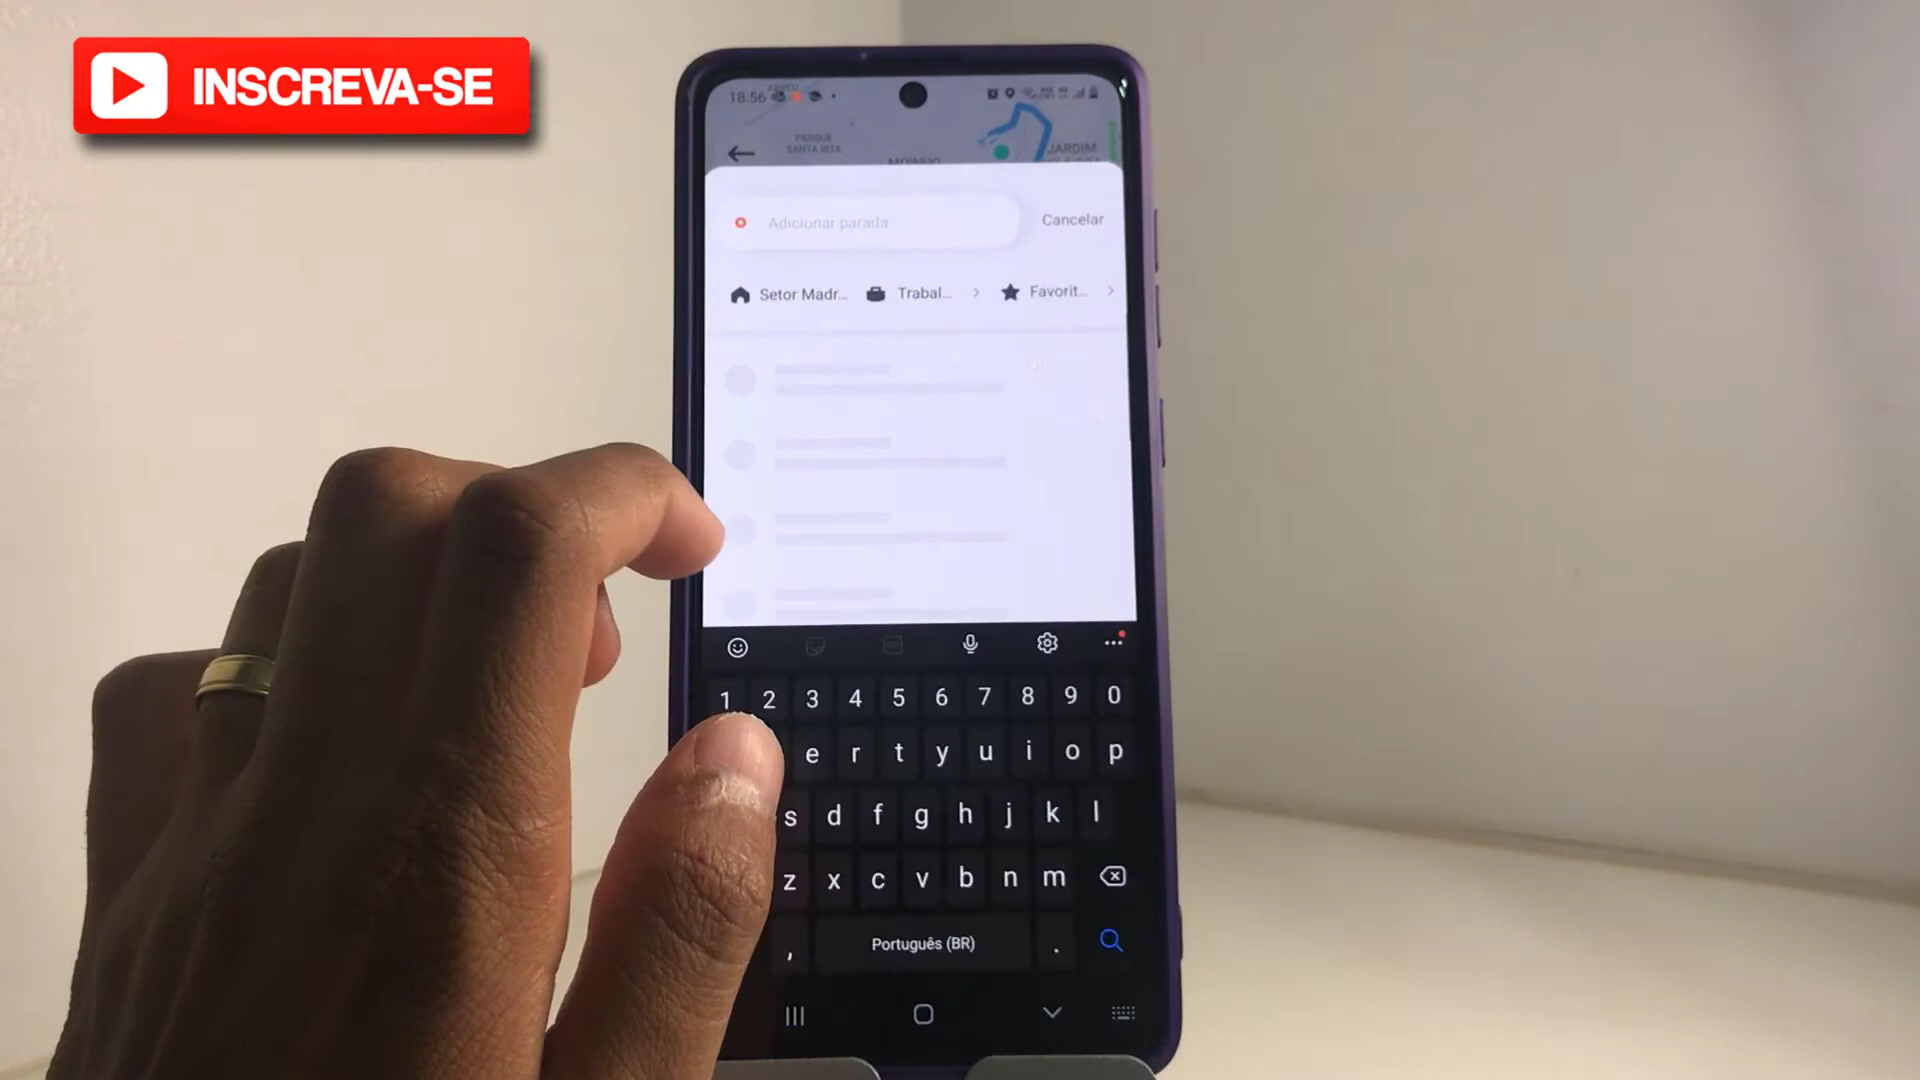 INSCREVA-SE
18:56
PARQUE
SANTA RITA
MOINHO
JARDIM
Adicionar parada
Cancelar
Setor Madr...
Trabal...
Favorit...
1 2 3 4 5 6 7 8 9 0
e r t y u i o p
s d f g h j k l
z x c v b n m
, Português (BR) .